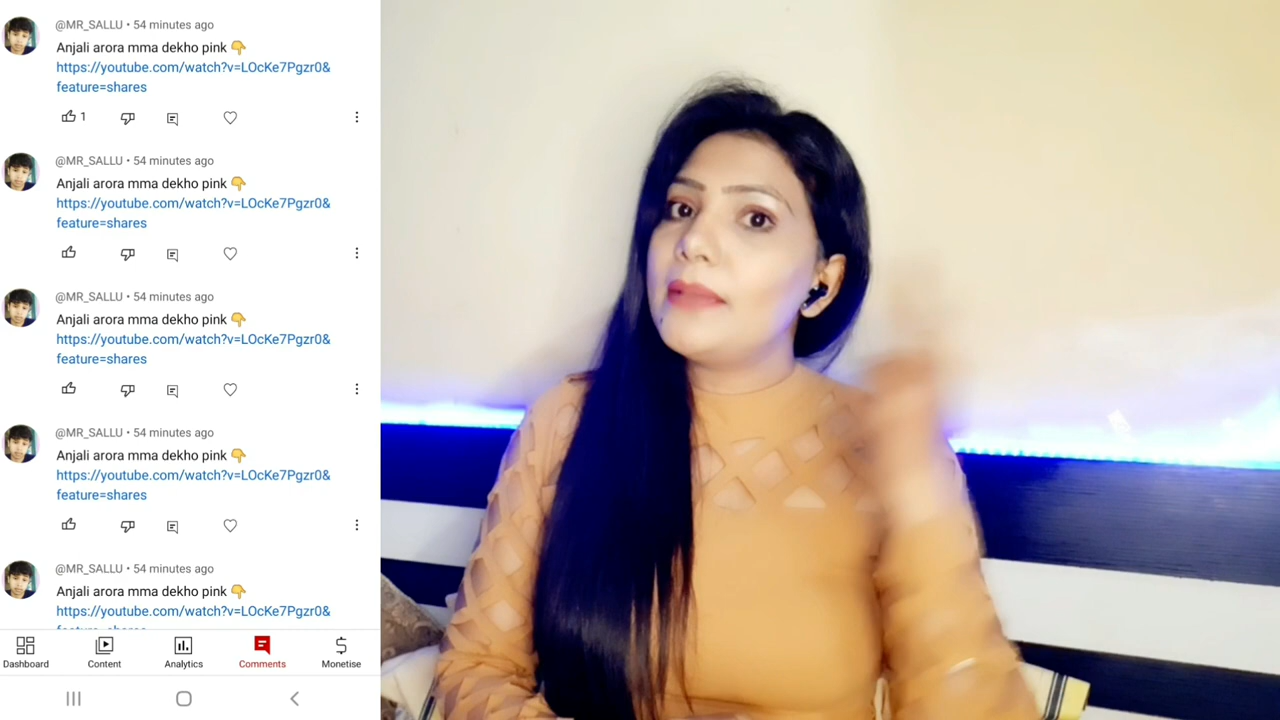 @MR_SALLU • 54 minutes ago
Anjali arora mma dekho pink 👇
https://youtube.com/watch?v=LOcKe7Pgzr0&
feature=shares
1
@MR_SALLU • 54 minutes ago
Anjali arora mma dekho pink 👇
https://youtube.com/watch?v=LOcKe7Pgzr0&
feature=shares
@MR_SALLU • 54 minutes ago
Anjali arora mma dekho pink 👇
https://youtube.com/watch?v=LOcKe7Pgzr0&
feature=shares
@MR_SALLU • 54 minutes ago
Anjali arora mma dekho pink 👇
https://youtube.com/watch?v=LOcKe7Pgzr0&
feature=shares
@MR_SALLU • 54 minutes ago
Anjali arora mma dekho pink 👇
https://youtube.com/watch?v=LOcKe7Pgzr0&
Dashboard Content Analytics Comments Monetise